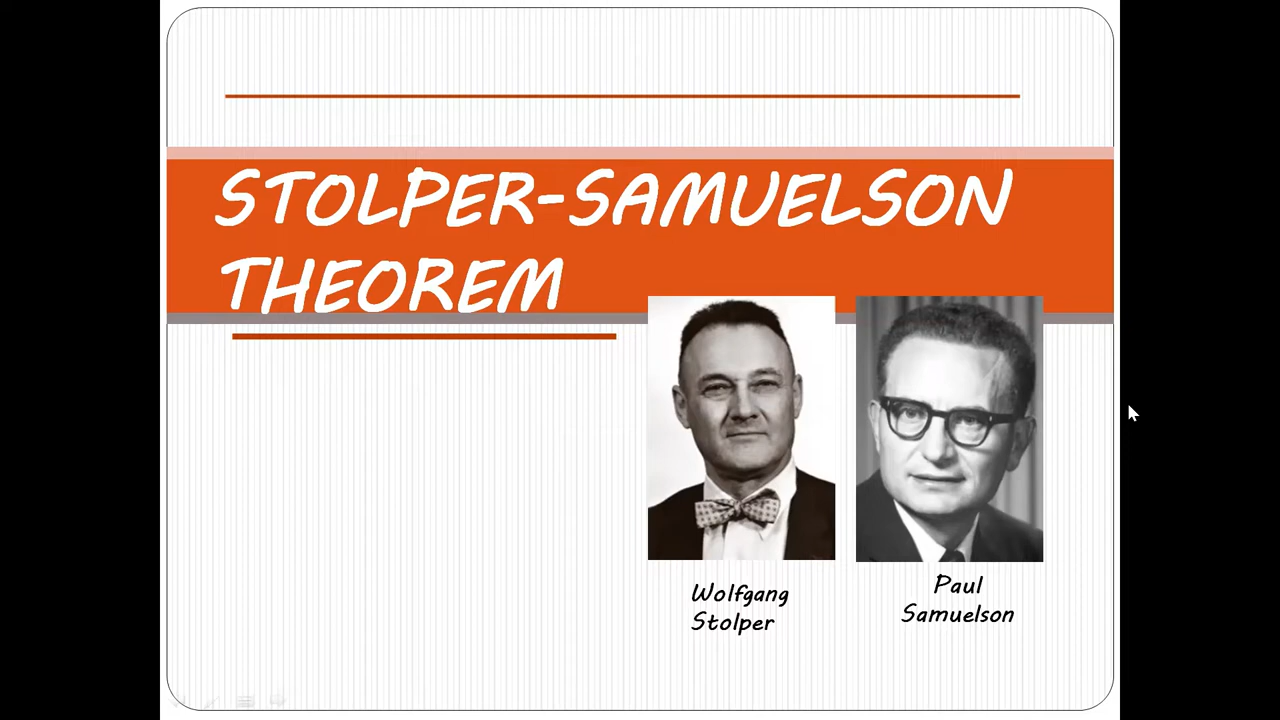 STOLPER-SAMUELSON
THEOREM
Wolfgang
Stolper
Paul
Samuelson